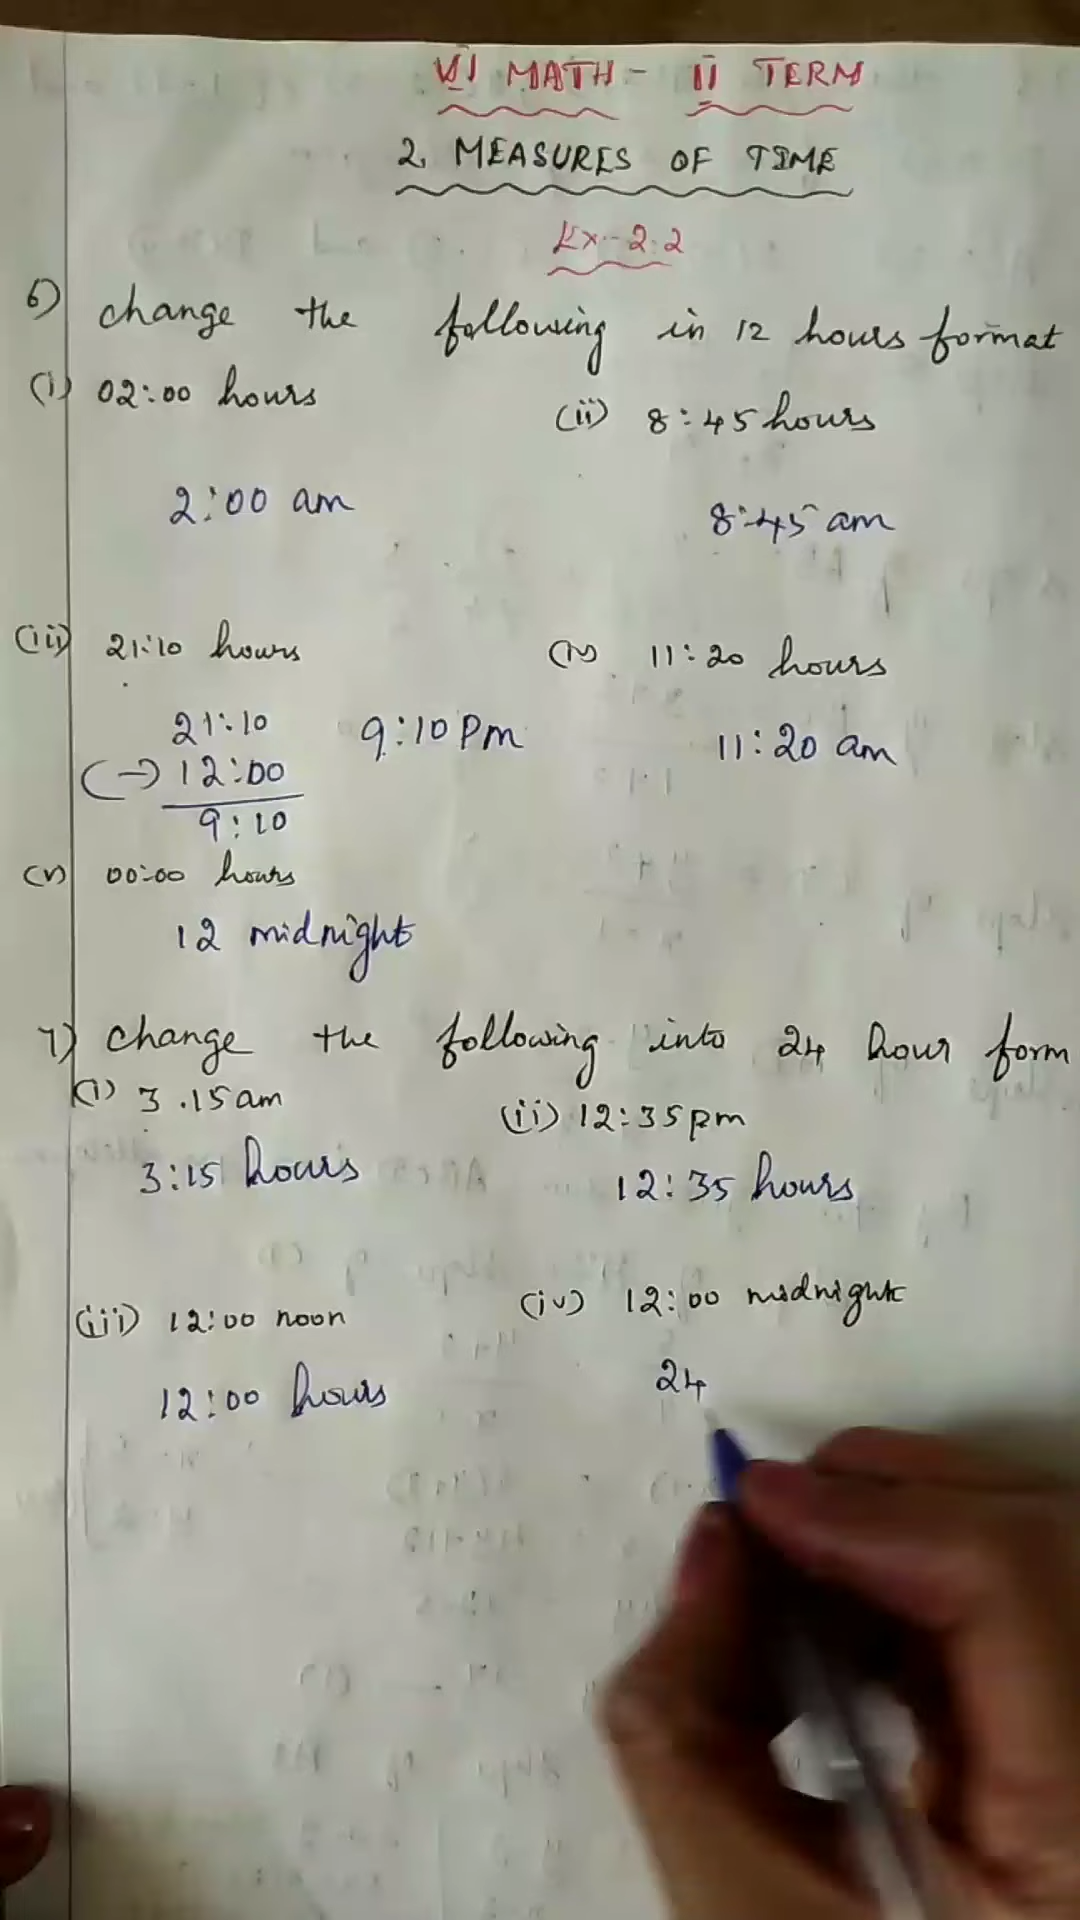 VI MATH - II TERM
2. MEASURES OF TIME
Ex-2.2
6) change the following in 12 hours format
(i) 02:00 hours
(ii) 8:45 hours
2:00 am
8:45 am
(iii) 21:10 hours
(iv) 11:20 hours
21:10
9:10 Pm
11:20 am
(-) 12:00
9:10
(v) 00:00 hours
12 midnight
7) change the following into 24 hour form
(i) 3.15 am
(ii) 12:35 pm
3:15 hours
12:35 hours
(iii) 12:00 noon
(iv) 12:00 midnight
12:00 hours
24